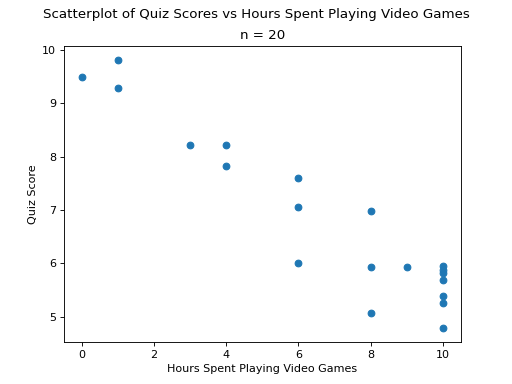 Scatterplot of Quiz Scores vs Hours Spent Playing Video Games
n = 20
10
9
8
7
6
5
Quiz Score
0 2 4 6 8 10
Hours Spent Playing Video Games